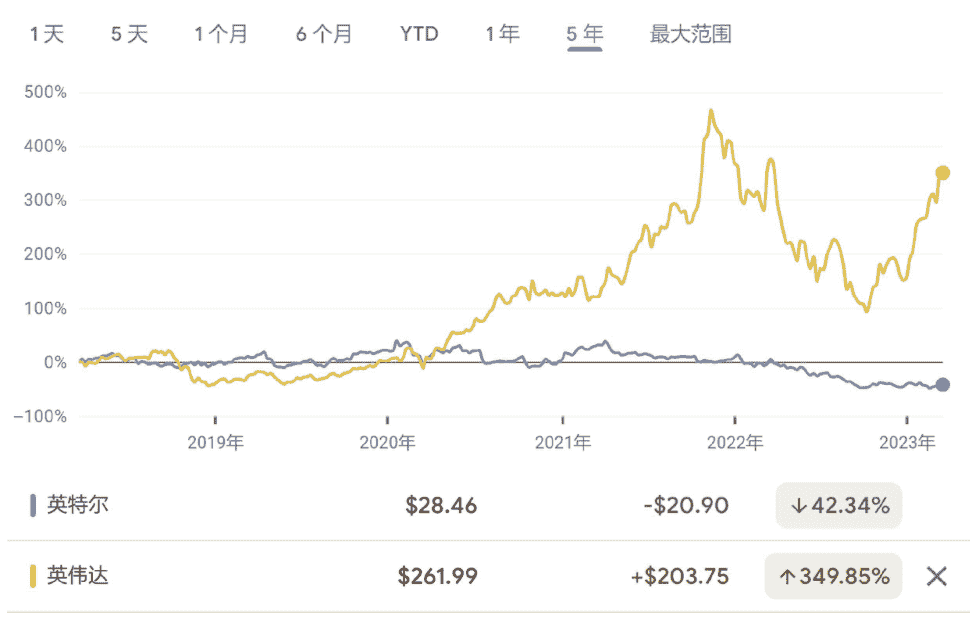 1天 5天 1个月 6个月 YTD 1年 5年 最大范围
500%
400%
300%
200%
100%
0%
−100%
2019年 2020年 2021年 2022年 2023年
英特尔 $28.46 -$20.90 ↓42.34%
英伟达 $261.99 +$203.75 ↑349.85% ×